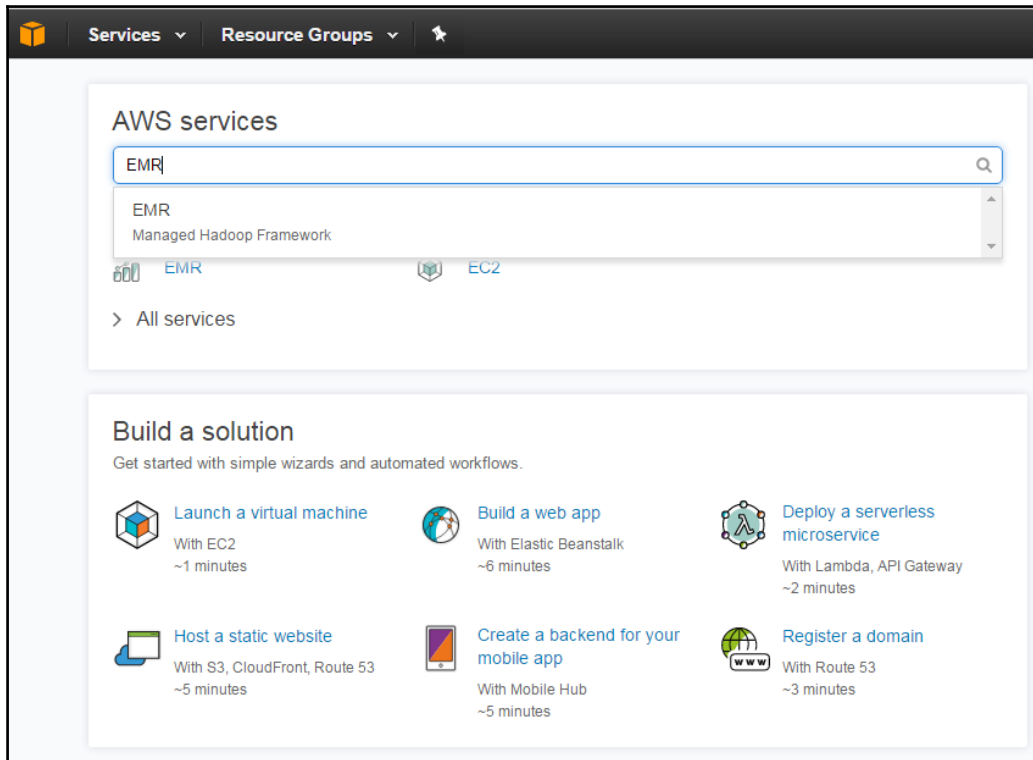 Services Resource Groups
AWS services
EMR
EMR
Managed Hadoop Framework
EMR EC2
All services
Build a solution
Get started with simple wizards and automated workflows.
Launch a virtual machine
With EC2
~1 minutes
Build a web app
With Elastic Beanstalk
~6 minutes
Deploy a serverless
microservice
With Lambda, API Gateway
~2 minutes
Host a static website
With S3, CloudFront, Route 53
~5 minutes
Create a backend for your
mobile app
With Mobile Hub
~5 minutes
www
Register a domain
With Route 53
~3 minutes